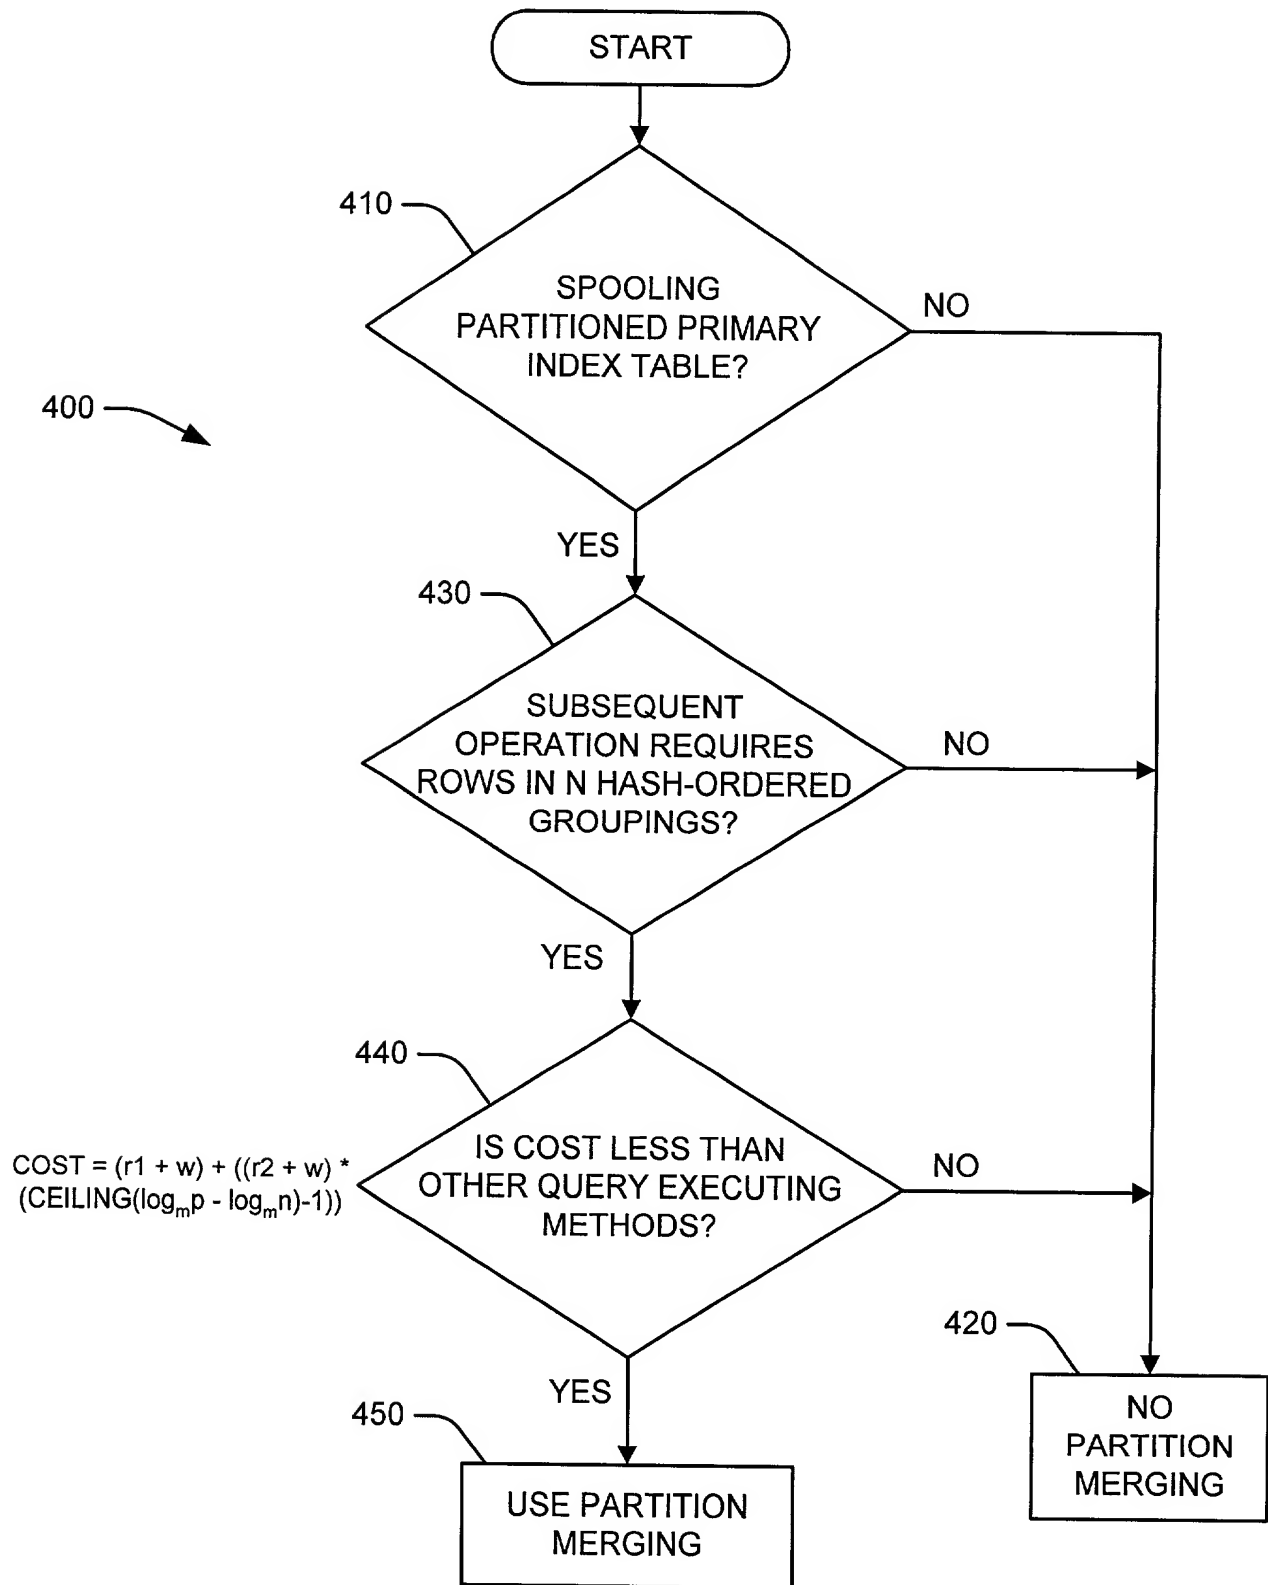 START
410
SPOOLING
PARTITIONED PRIMARY
INDEX TABLE?
NO
400
YES
430
SUBSEQUENT
OPERATION REQUIRES
ROWS IN N HASH-ORDERED
GROUPINGS?
NO
YES
440
IS COST LESS THAN
OTHER QUERY EXECUTING
METHODS?
NO
COST = (r1 + w) + ((r2 + w) *
(CEILING(logₘp - logₘn)-1))
420
YES
450
NO
PARTITION
MERGING
USE PARTITION
MERGING